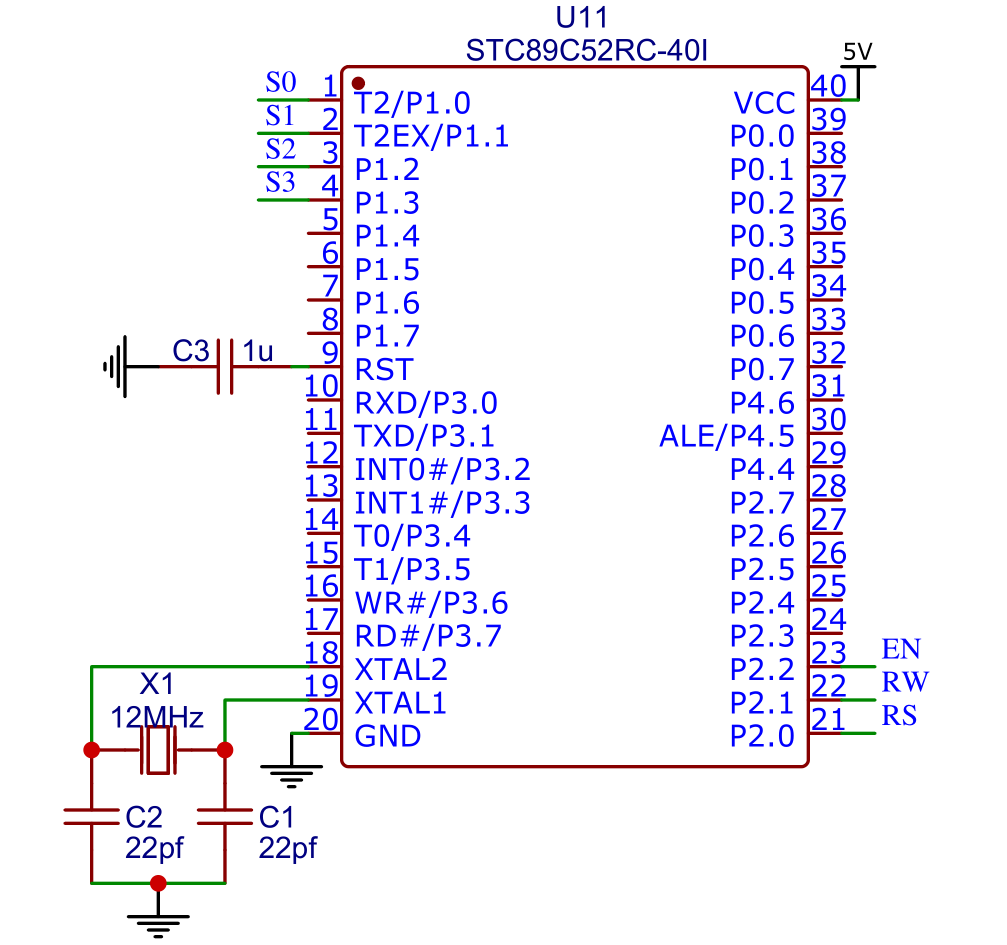 U11
STC89C52RC-40I
5V
S0 1 T2/P1.0 VCC 40
S1 2 T2EX/P1.1 P0.0 39
S2 3 P1.2 P0.1 38
S3 4 P1.3 P0.2 37
5 P1.4 P0.3 36
6 P1.5 P0.4 35
7 P1.6 P0.5 34
8 P1.7 P0.6 33
C3 1u 9 RST P0.7 32
10 RXD/P3.0 P4.6 31
11 TXD/P3.1 ALE/P4.5 30
12 INT0#/P3.2 P4.4 29
13 INT1#/P3.3 P2.7 28
14 T0/P3.4 P2.6 27
15 T1/P3.5 P2.5 26
16 WR#/P3.6 P2.4 25
17 RD#/P3.7 P2.3 24
18 XTAL2 P2.2 23 EN
19 XTAL1 P2.1 22 RW
20 GND P2.0 21 RS
X1
12MHz
C2 C1
22pf 22pf